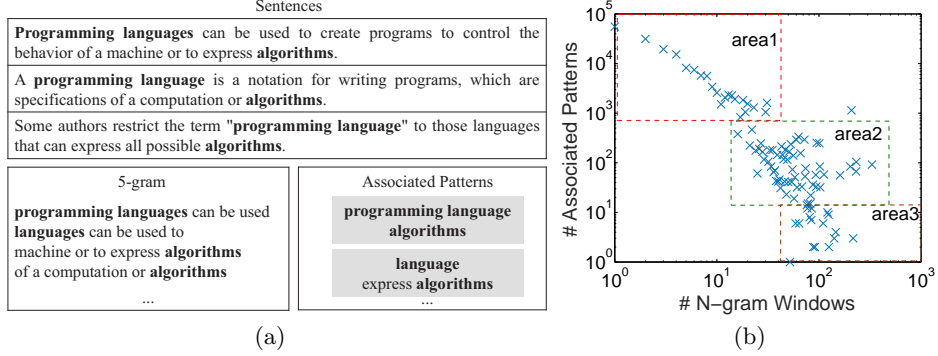 Sentences
Programming languages can be used to create programs to control the
behavior of a machine or to express algorithms.
A programming language is a notation for writing programs, which are
specifications of a computation or algorithms.
Some authors restrict the term "programming language" to those languages
that can express all possible algorithms.
5-gram
programming languages can be used
languages can be used to
machine or to express algorithms
of a computation or algorithms
...
Associated Patterns
programming language
algorithms
language
express algorithms
...
(a)
# Associated Patterns
10^5
10^4
10^3
10^2
10^1
10^0
area1
area2
area3
10^0 10^1 10^2 10^3
# N-gram Windows
(b)